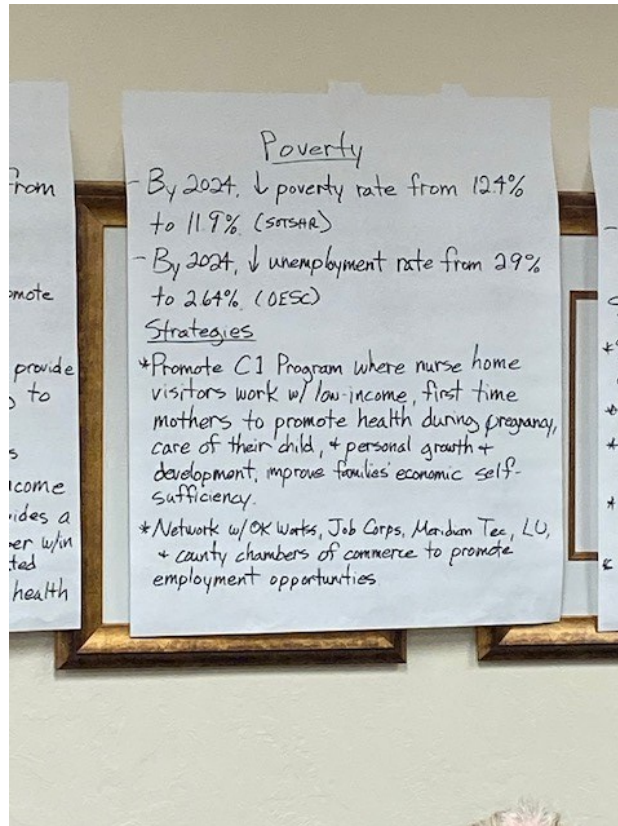 from
omote
provide
to
s
come
ides a
er w/in
ted
health
Poverty
- By 2024, ↓ poverty rate from 12.4%
to 11.9% (SOTSHR)
- By 2024, ↓ unemployment rate from 2.9%
to 2.64% (OESC)
Strategies
*Promote C1 Program where nurse home
visitors work w/ low-income, first time
mothers to promote health during pregnancy,
care of their child, + personal growth +
development, improve families' economic self-
sufficiency.
*Network w/ OK Works, Job Corps, Meridian Tec, LU,
+ county chambers of commerce to promote
employment opportunities